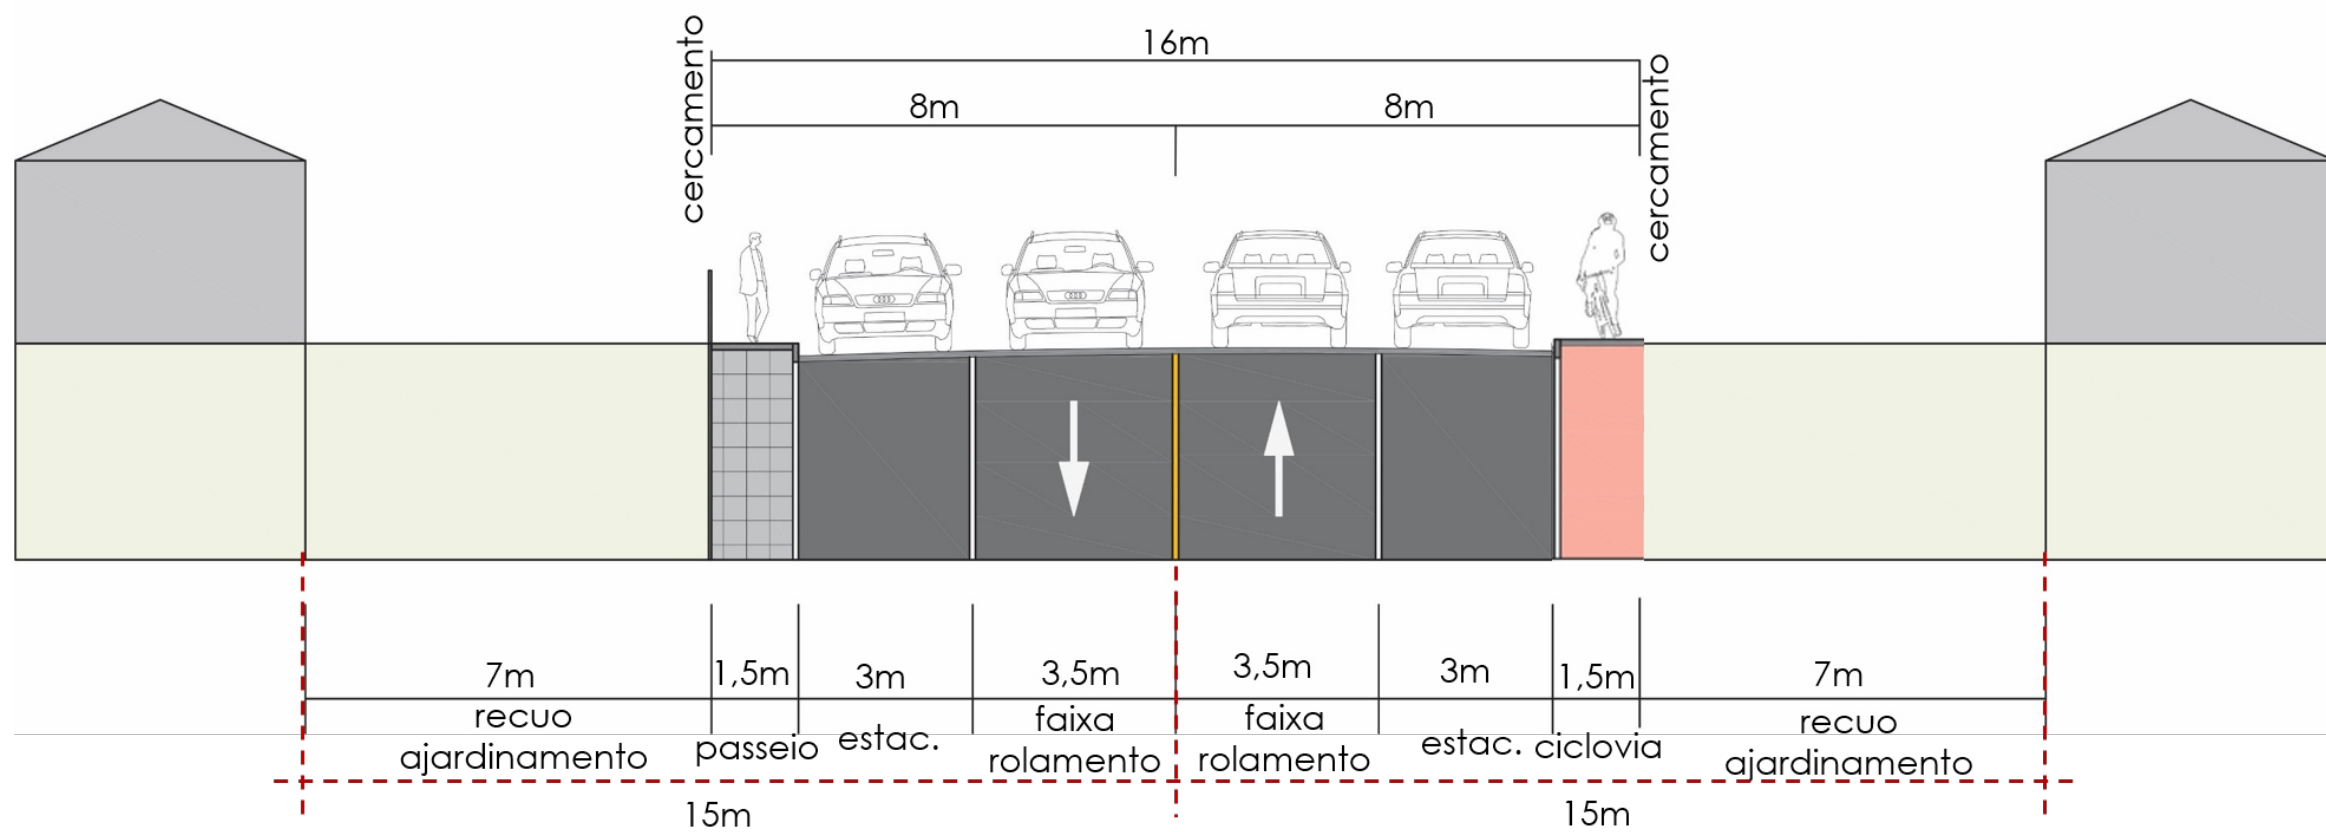 16m
8m
8m
cercamento
cercamento
7m
1,5m
3m
3,5m
3,5m
3m
1,5m
7m
recuo
ajardinamento
passeio
estac.
faixa
rolamento
faixa
rolamento
estac.
ciclovia
recuo
ajardinamento
15m
15m